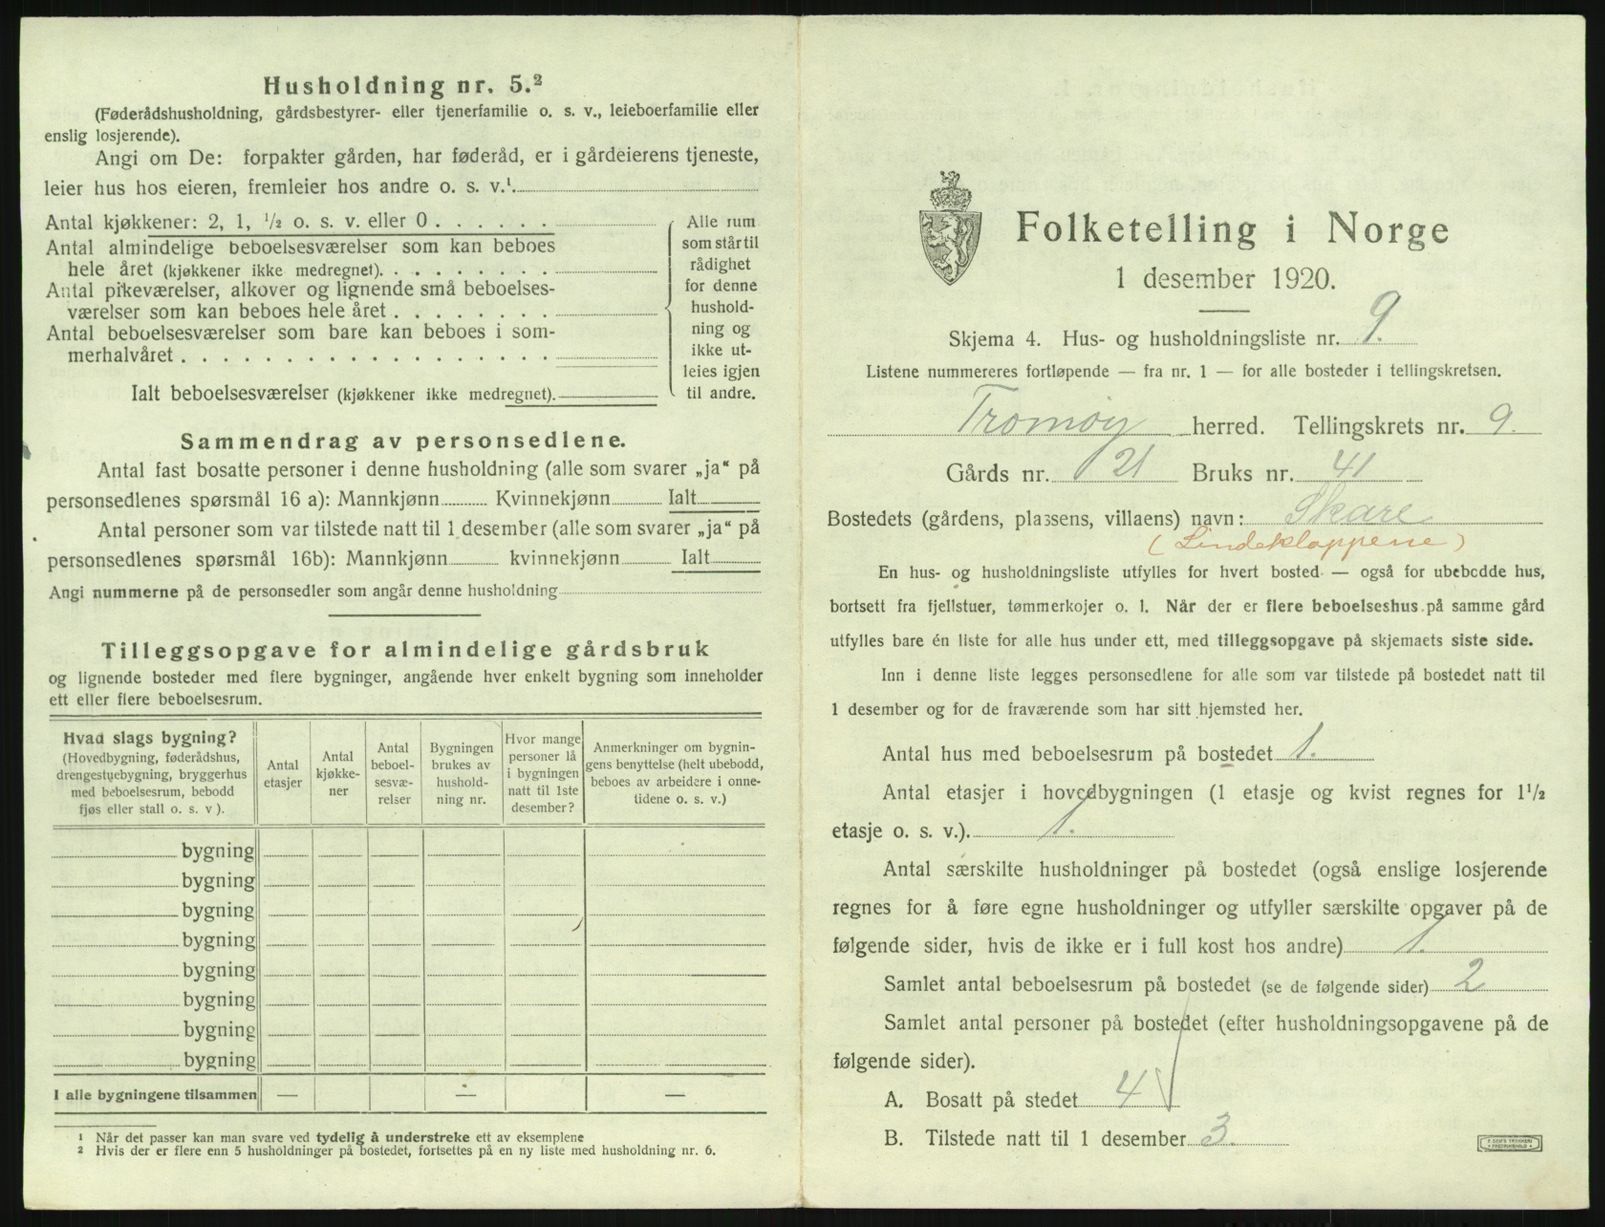 Husholdning nr. 5.²
(Føderådshusholdning, gårdsbestyrer- eller tjenerfamilie o. s. v., leieboerfamilie eller
enslig losjerende).
Angi om De: forpakter gården, har føderåd, er i gårdeierens tjeneste,
leier hus hos eieren, fremleier hos andre o. s. v.¹
Antal kjøkkener: 2, 1, ½ o. s. v. eller 0 . . . . . .
Antal almindelige beboelsesværelser som kan beboes
hele året (kjøkkener ikke medregnet). . . . . . . . .
Antal pikeværelser, alkover og lignende små beboelses-
værelser som kan beboes hele året . . . . . . . .
Antal beboelsesværelser som bare kan beboes i som-
merhalvåret . . . . . . . . . . . . . . . . . .
Ialt beboelsesværelser (kjøkkener ikke medregnet).
Alle rum
som står til
rådighet
for denne
hushold-
ning og
ikke ut-
leies igjen
til andre.
Sammendrag av personsedlene.
Antal fast bosatte personer i denne husholdning (alle som svarer „ja“ på
personsedlenes spørsmål 16 a): Mannkjønn Kvinnekjønn Ialt
Antal personer som var tilstede natt til 1 desember (alle som svarer „ja“ på
personsedlenes spørsmål 16b): Mannkjønn kvinnekjønn Ialt
Angi nummerne på de personsedler som angår denne husholdning
Tilleggsopgave for almindelige gårdsbruk
og lignende bosteder med flere bygninger, angående hver enkelt bygning som inneholder
ett eller flere beboelsesrum.
Hvad slags bygning?
(Hovedbygning, føderådshus,
drengestuebygning, bryggerhus
med beboelsesrum, bebodd
fjøs eller stall o. s. v ).
Antal
etasjer
Antal
kjøkke-
ner
Antal
beboel-
sesvæ-
relser
Bygningen
brukes av
hushold-
ning nr.
Hvor mange
personer lå
i bygningen
natt til 1ste
desember?
Anmerkninger om bygnin-
gens benyttelse (helt ubebodd,
beboes av arbeidere i onne-
tidene o. s. v.)
bygning
bygning
bygning
bygning
bygning
bygning
bygning
bygning
I alle bygningene tilsammen — — —
¹ Når det passer kan man svare ved tydelig å understreke ett av eksemplene
² Hvis der er flere enn 5 husholdninger på bostedet, fortsettes på en ny liste med husholdning nr. 6.
Folketelling i Norge
1 desember 1920.
Skjema 4. Hus- og husholdningsliste nr. 9.
Listene nummereres fortløpende — fra nr. 1 — for alle bosteder i tellingskretsen.
Tromøy herred. Tellingskrets nr. 9.
Gårds nr. 21 Bruks nr. 41
Bostedets (gårdens, plassens, villaens) navn: Skare
(Lindekloppene)
En hus- og husholdningsliste utfylles for hvert bosted — også for ubebodde hus,
bortsett fra fjellstuer, tømmerkojer o. l. Når der er flere beboelseshus på samme gård
utfylles bare én liste for alle hus under ett, med tilleggsopgave på skjemaets siste side.
Inn i denne liste legges personsedlene for alle som var tilstede på bostedet natt til
1 desember og for de fraværende som har sitt hjemsted her.
Antal hus med beboelsesrum på bostedet 1.
Antal etasjer i hovedbygningen (1 etasje og kvist regnes for 1½
etasje o. s. v.). 1.
Antal særskilte husholdninger på bostedet (også enslige losjerende
regnes for å føre egne husholdninger og utfyller særskilte opgaver på de
følgende sider, hvis de ikke er i full kost hos andre) 1.
Samlet antal beboelsesrum på bostedet (se de følgende sider) 2
Samlet antal personer på bostedet (efter husholdningsopgavene på de
følgende sider).
A. Bosatt på stedet 4
B. Tilstede natt til 1 desember 3.